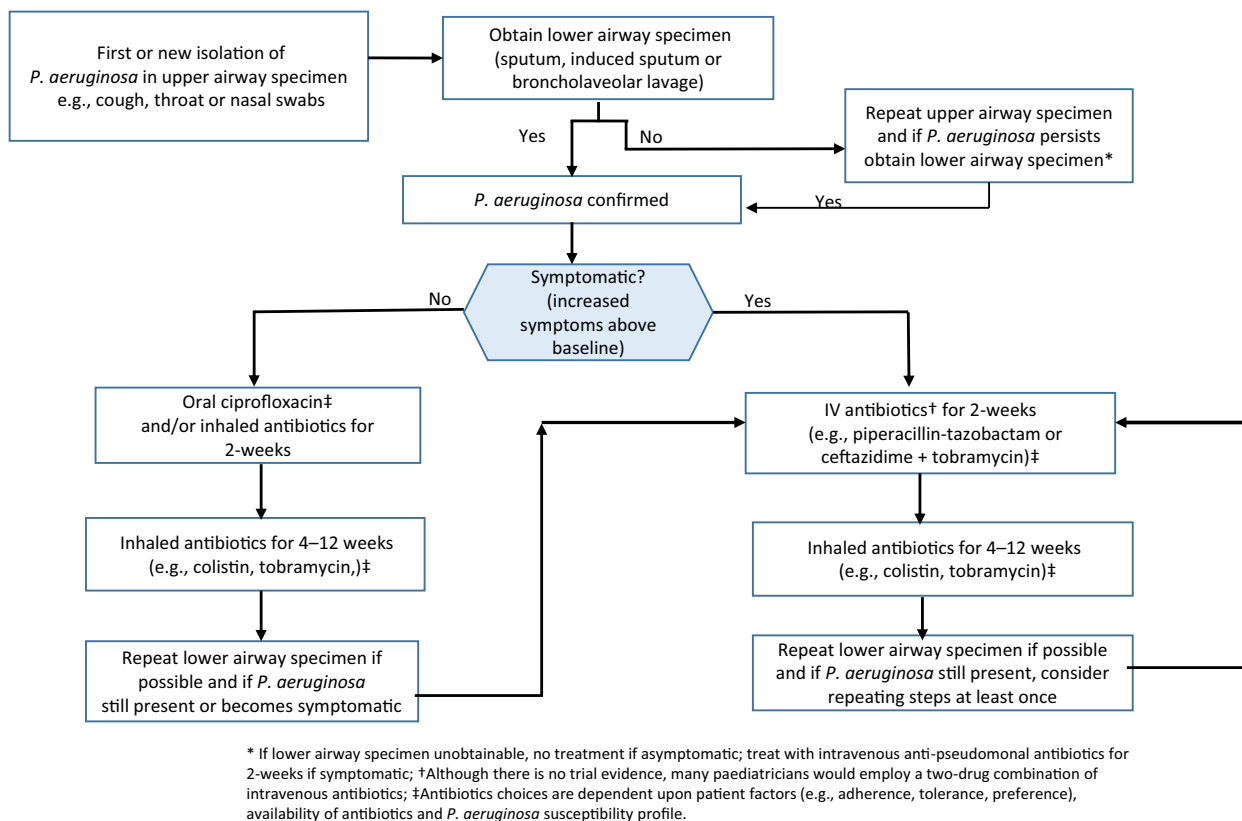 First or new isolation of
P. aeruginosa in upper airway specimen
e.g., cough, throat or nasal swabs
Obtain lower airway specimen
(sputum, induced sputum or
broncholaveolar lavage)
Yes
No
Repeat upper airway specimen
and if P. aeruginosa persists
obtain lower airway specimen*
P. aeruginosa confirmed
Yes
Symptomatic?
(increased
symptoms above
baseline)
No
Yes
Oral ciprofloxacin‡
and/or inhaled antibiotics for
2-weeks
IV antibiotics† for 2-weeks
(e.g., piperacillin-tazobactam or
ceftazidime + tobramycin)‡
Inhaled antibiotics for 4–12 weeks
(e.g., colistin, tobramycin,)‡
Inhaled antibiotics for 4–12 weeks
(e.g., colistin, tobramycin)‡
Repeat lower airway specimen if
possible and if P. aeruginosa
still present or becomes symptomatic
Repeat lower airway specimen if possible
and if P. aeruginosa still present, consider
repeating steps at least once
* If lower airway specimen unobtainable, no treatment if asymptomatic; treat with intravenous anti-pseudomonal antibiotics for
2-weeks if symptomatic; †Although there is no trial evidence, many paediatricians would employ a two-drug combination of
intravenous antibiotics; ‡Antibiotics choices are dependent upon patient factors (e.g., adherence, tolerance, preference),
availability of antibiotics and P. aeruginosa susceptibility profile.